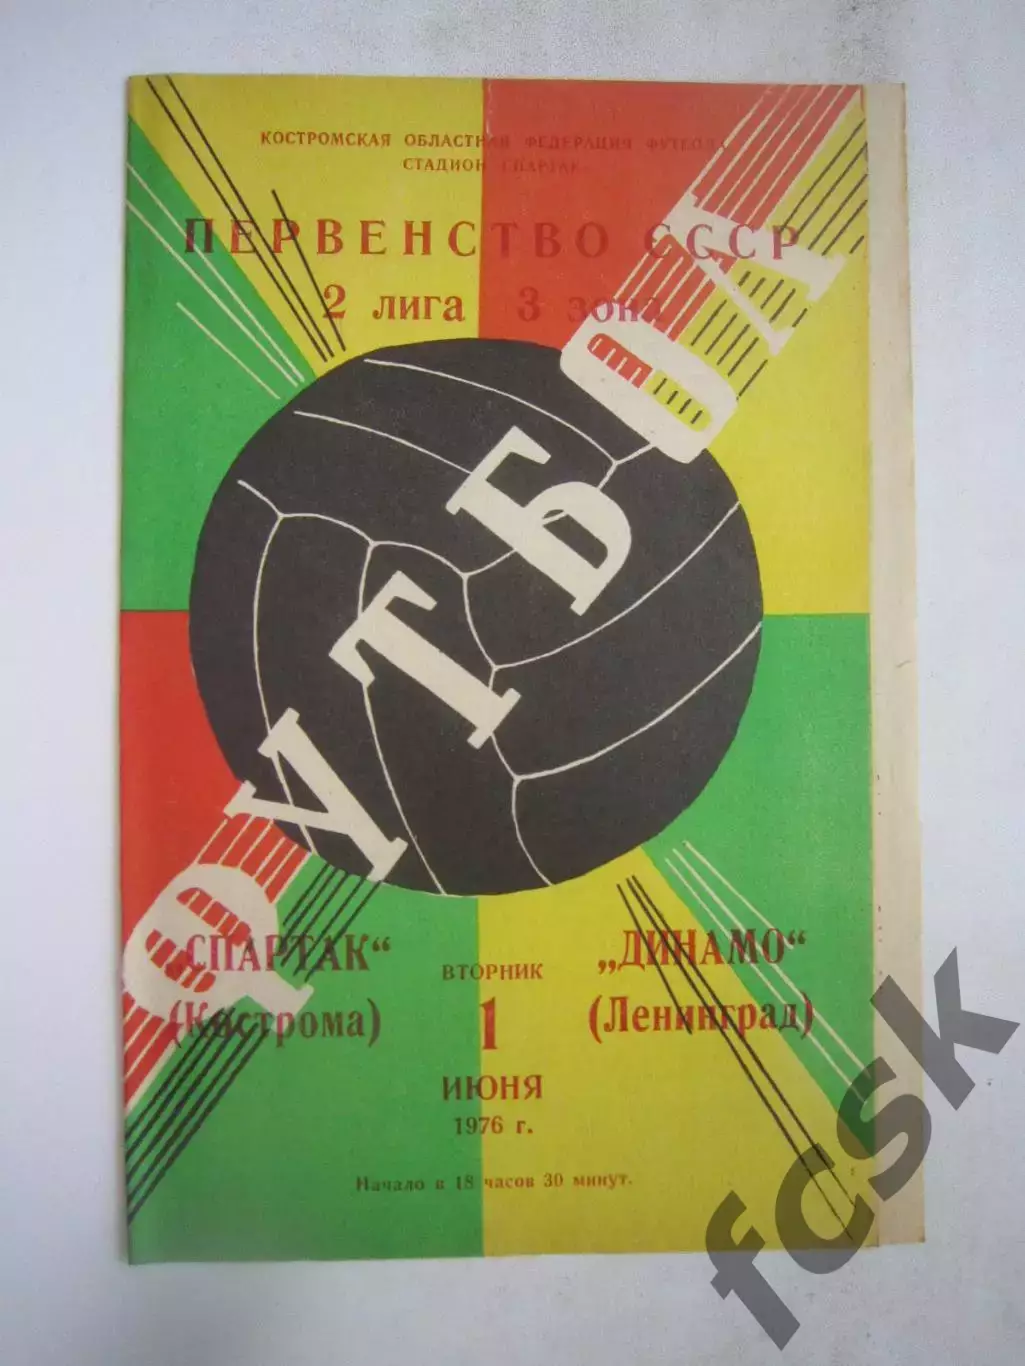 КОСТРОМСКАЯ ОБЛАСТНАЯ ФЕДЕРАЦИЯ ФУТБОЛА
СТАДИОН „СПАРТАК“
ПЕРВЕНСТВО СССР
2 лига 3 зона
ФУТБОЛ
„СПАРТАК“
(Кострома)
ВТОРНИК
1
ИЮНЯ
1976 г.
„ДИНАМО“
(Ленинград)
Начало в 18 часов 30 минут.
fcsk